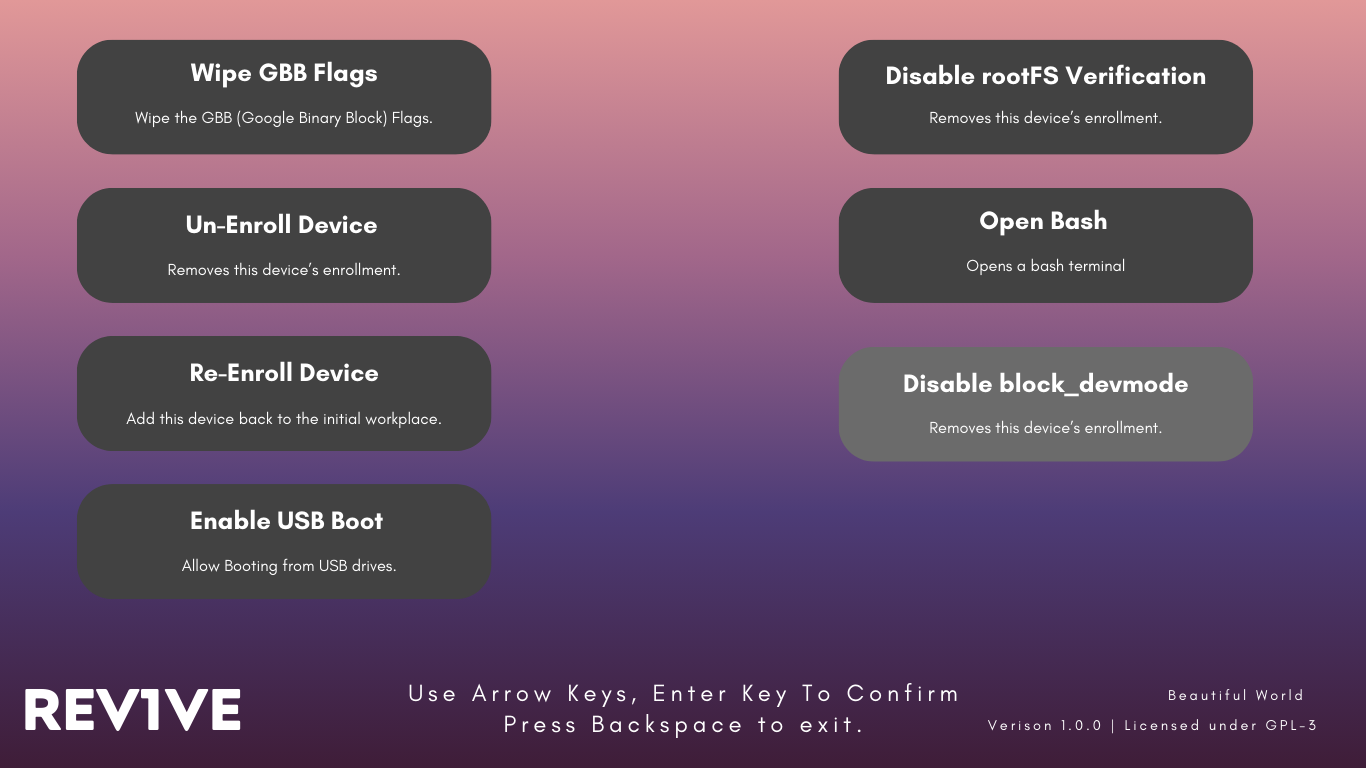 Wipe GBB Flags
Wipe the GBB (Google Binary Block) Flags.
Un-Enroll Device
Removes this device's enrollment.
Re-Enroll Device
Add this device back to the initial workplace.
Enable USB Boot
Allow Booting from USB drives.
Disable rootFS Verification
Removes this device's enrollment.
Open Bash
Opens a bash terminal
Disable block_devmode
Removes this device's enrollment.
REV1VE
Use Arrow Keys, Enter Key To Confirm
Press Backspace to exit.
Beautiful World
Verison 1.0.0 | Licensed under GPL-3